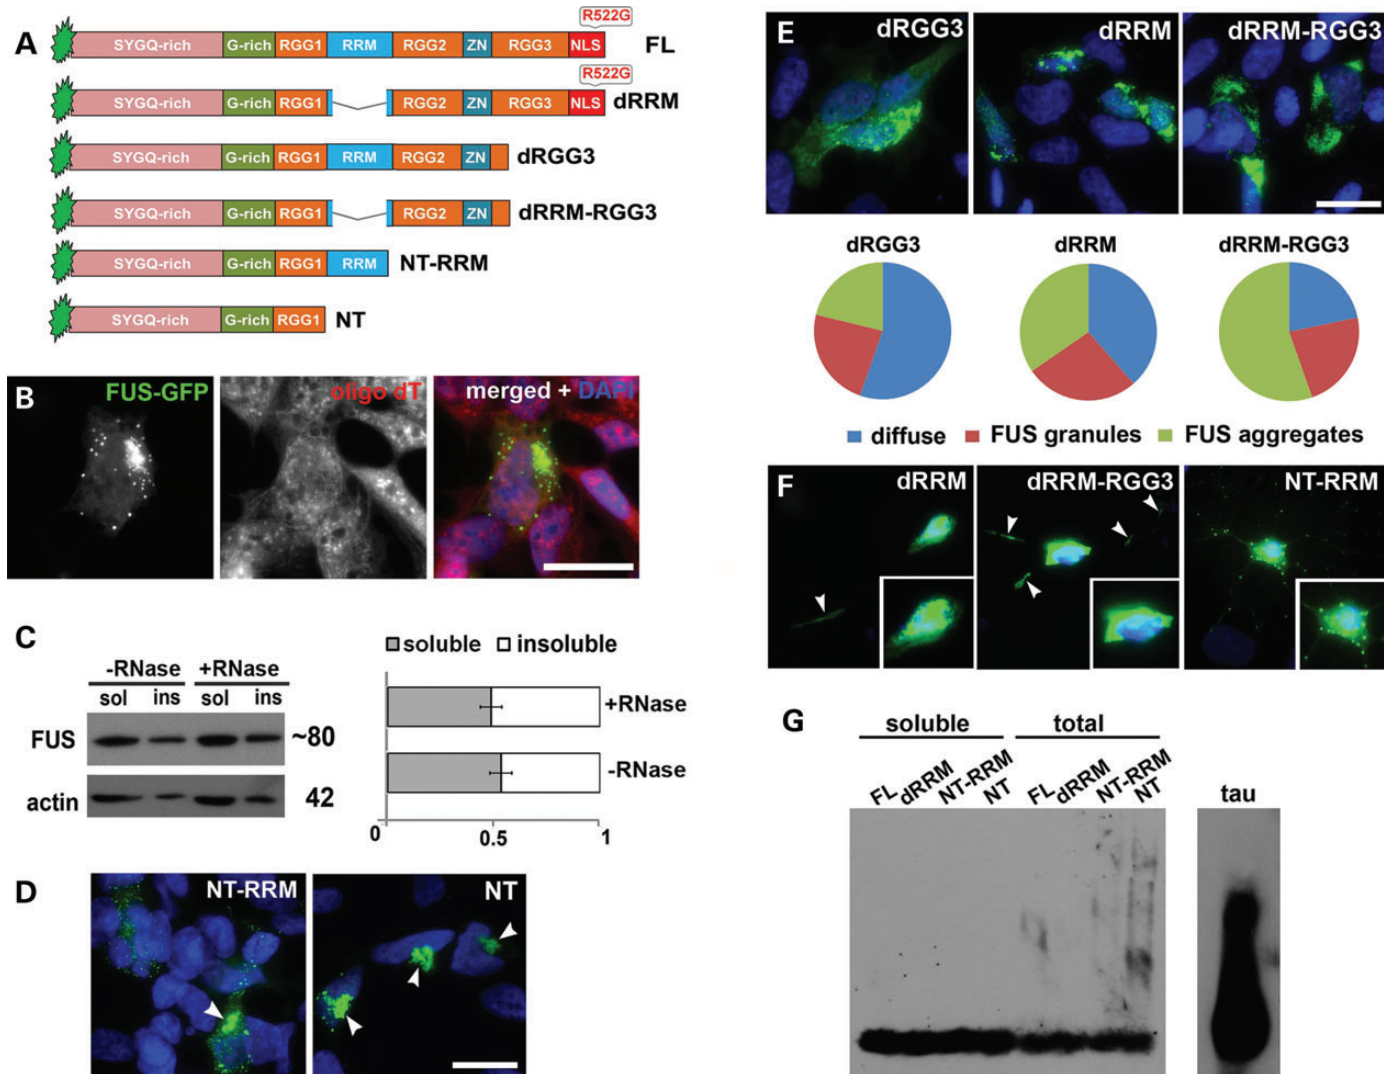 A
R522G
SYGQ-rich G-rich RGG1 RRM RGG2 ZN RGG3 NLS FL
R522G
SYGQ-rich G-rich RGG1 RGG2 ZN RGG3 NLS dRRM
SYGQ-rich G-rich RGG1 RRM RGG2 ZN dRGG3
SYGQ-rich G-rich RGG1 RGG2 ZN dRRM-RGG3
SYGQ-rich G-rich RGG1 RRM NT-RRM
SYGQ-rich G-rich RGG1 NT
B FUS-GFP oligo dT merged + DAPI
C
-RNase +RNase
sol ins sol ins
FUS ~80
actin 42
soluble insoluble
+RNase
-RNase
0 0.5 1
D NT-RRM NT
E dRGG3 dRRM dRRM-RGG3
dRGG3 dRRM dRRM-RGG3
diffuse FUS granules FUS aggregates
F dRRM dRRM-RGG3 NT-RRM
G
soluble total
FL dRRM NT-RRM NT FL dRRM NT-RRM NT
tau